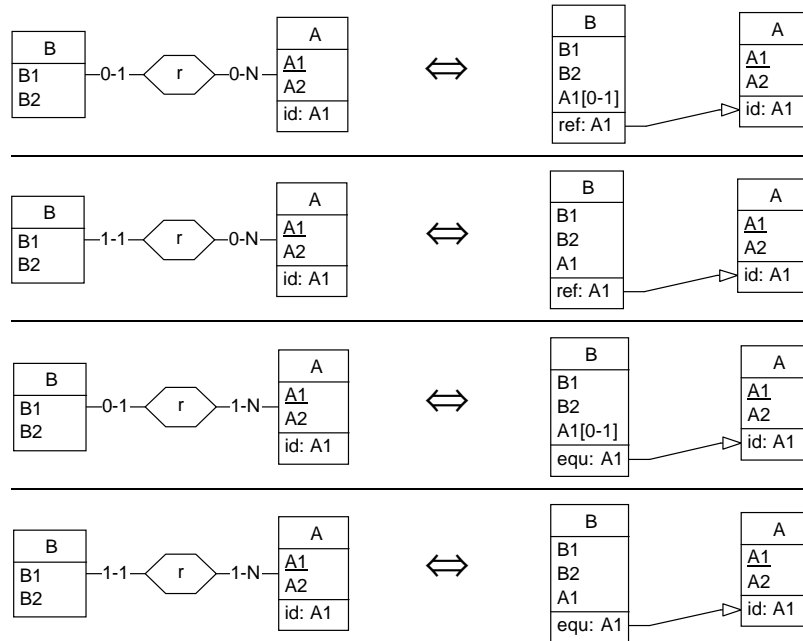 B
B1
B2
0-1
r
0-N
A
A1
A2
id: A1
⇔
B
B1
B2
A1[0-1]
ref: A1
A
A1
A2
id: A1
B
B1
B2
1-1
r
0-N
A
A1
A2
id: A1
⇔
B
B1
B2
A1
ref: A1
A
A1
A2
id: A1
B
B1
B2
0-1
r
1-N
A
A1
A2
id: A1
⇔
B
B1
B2
A1[0-1]
equ: A1
A
A1
A2
id: A1
B
B1
B2
1-1
r
1-N
A
A1
A2
id: A1
⇔
B
B1
B2
A1
equ: A1
A
A1
A2
id: A1